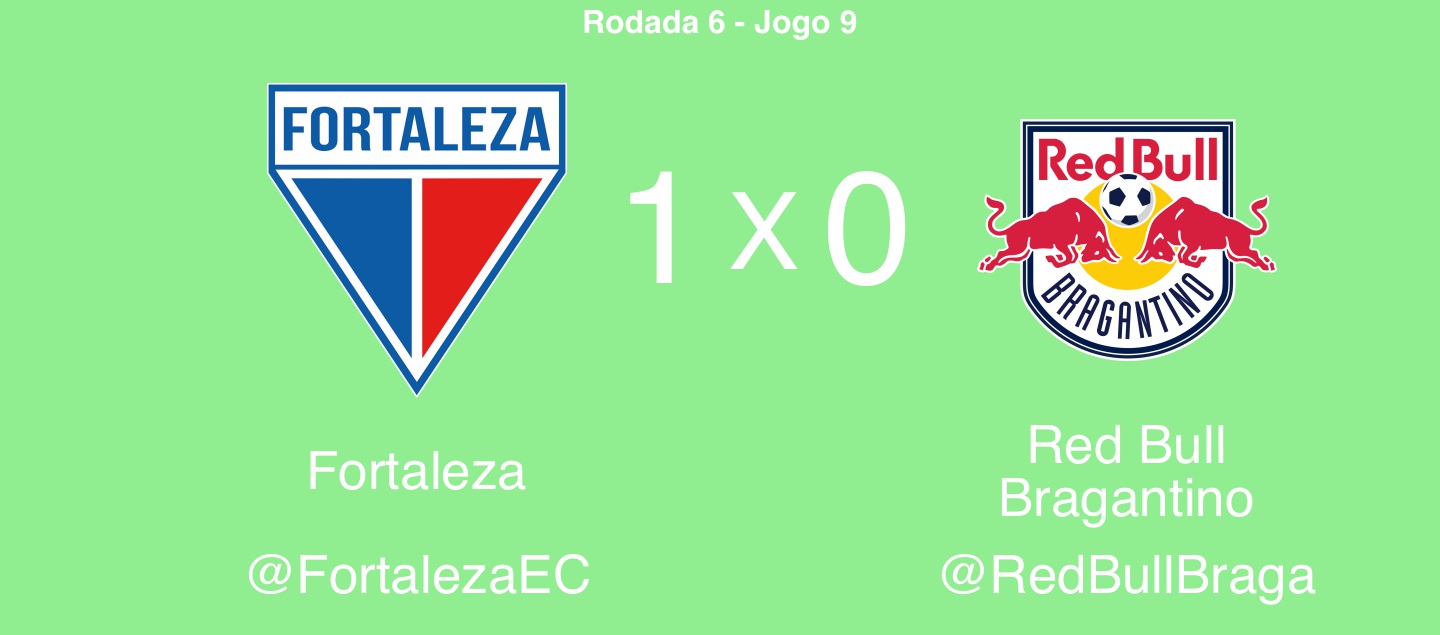 Rodada 6 - Jogo 9
FORTALEZA
1 x 0
Red Bull
BRAGANTINO
Fortaleza
Red Bull
Bragantino
@FortalezaEC
@RedBullBraga